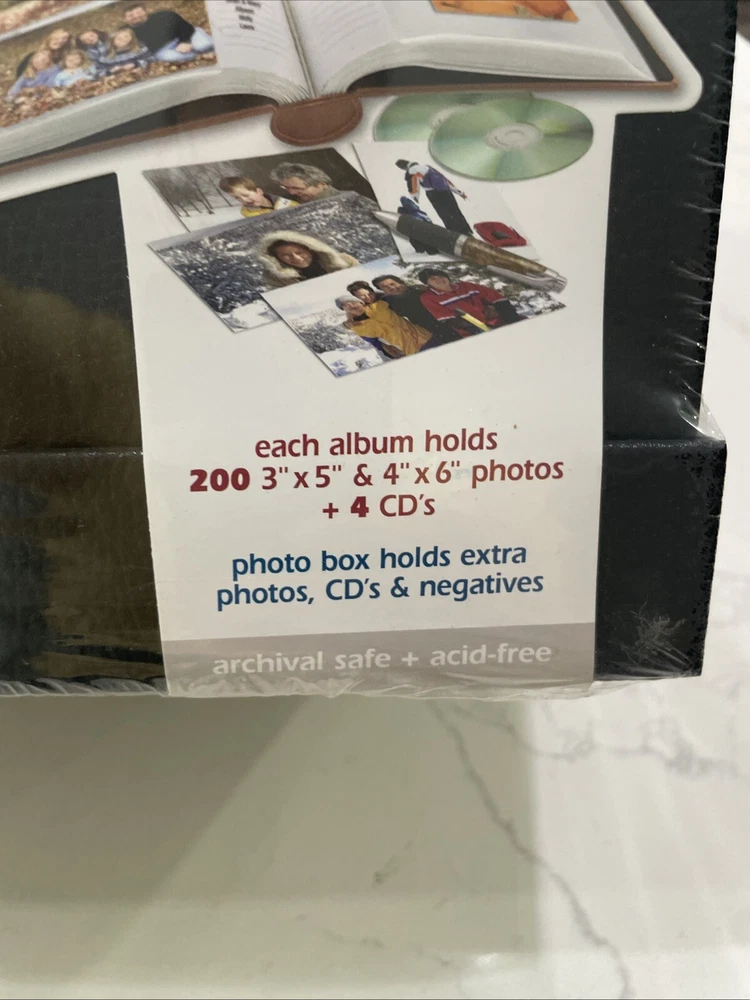 each album holds
200 3" x 5" & 4" x 6" photos
+ 4 CD's
photo box holds extra
photos, CD's & negatives
archival safe + acid-free